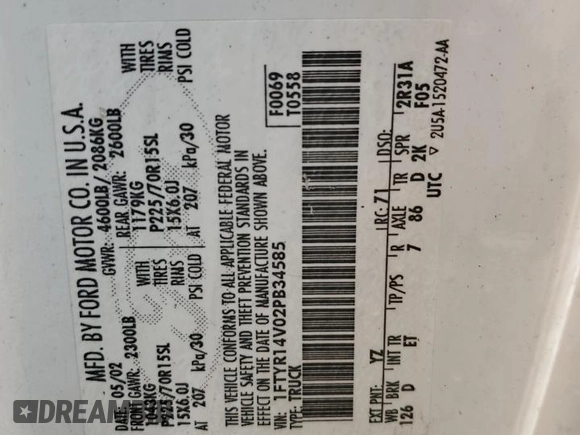 MFD. BY FORD MOTOR CO. IN U.S.A.
DATE: 05/02 GVWR: 4600LB/ 2086KG
FRONT GAWR: 2300LB REAR GAWR: 2600LB
1043KG WITH 1179KG WITH
P225/70R15SL TIRES P225/70R15SL TIRES
15X6.0J RIMS 15X6.0J RIMS
AT 207 kPa/30 PSI COLD AT 207 kPa/30 PSI COLD
THIS VEHICLE CONFORMS TO ALL APPLICABLE FEDERAL MOTOR
VEHICLE SAFETY AND THEFT PREVENTION STANDARDS IN
EFFECT ON THE DATE OF MANUFACTURE SHOWN ABOVE.
VIN: 1FTYR14V02PB34585 F0069
TYPE: TRUCK T0558
EXT PNT: YZ RC: 71 DSO:
WB BRK INT TR TP/PS R AXLE TR SPR 2R31A
126 D ET 7 86 D 2K F05
UTC ▽ 2U5A-1520472-AA
DREAM